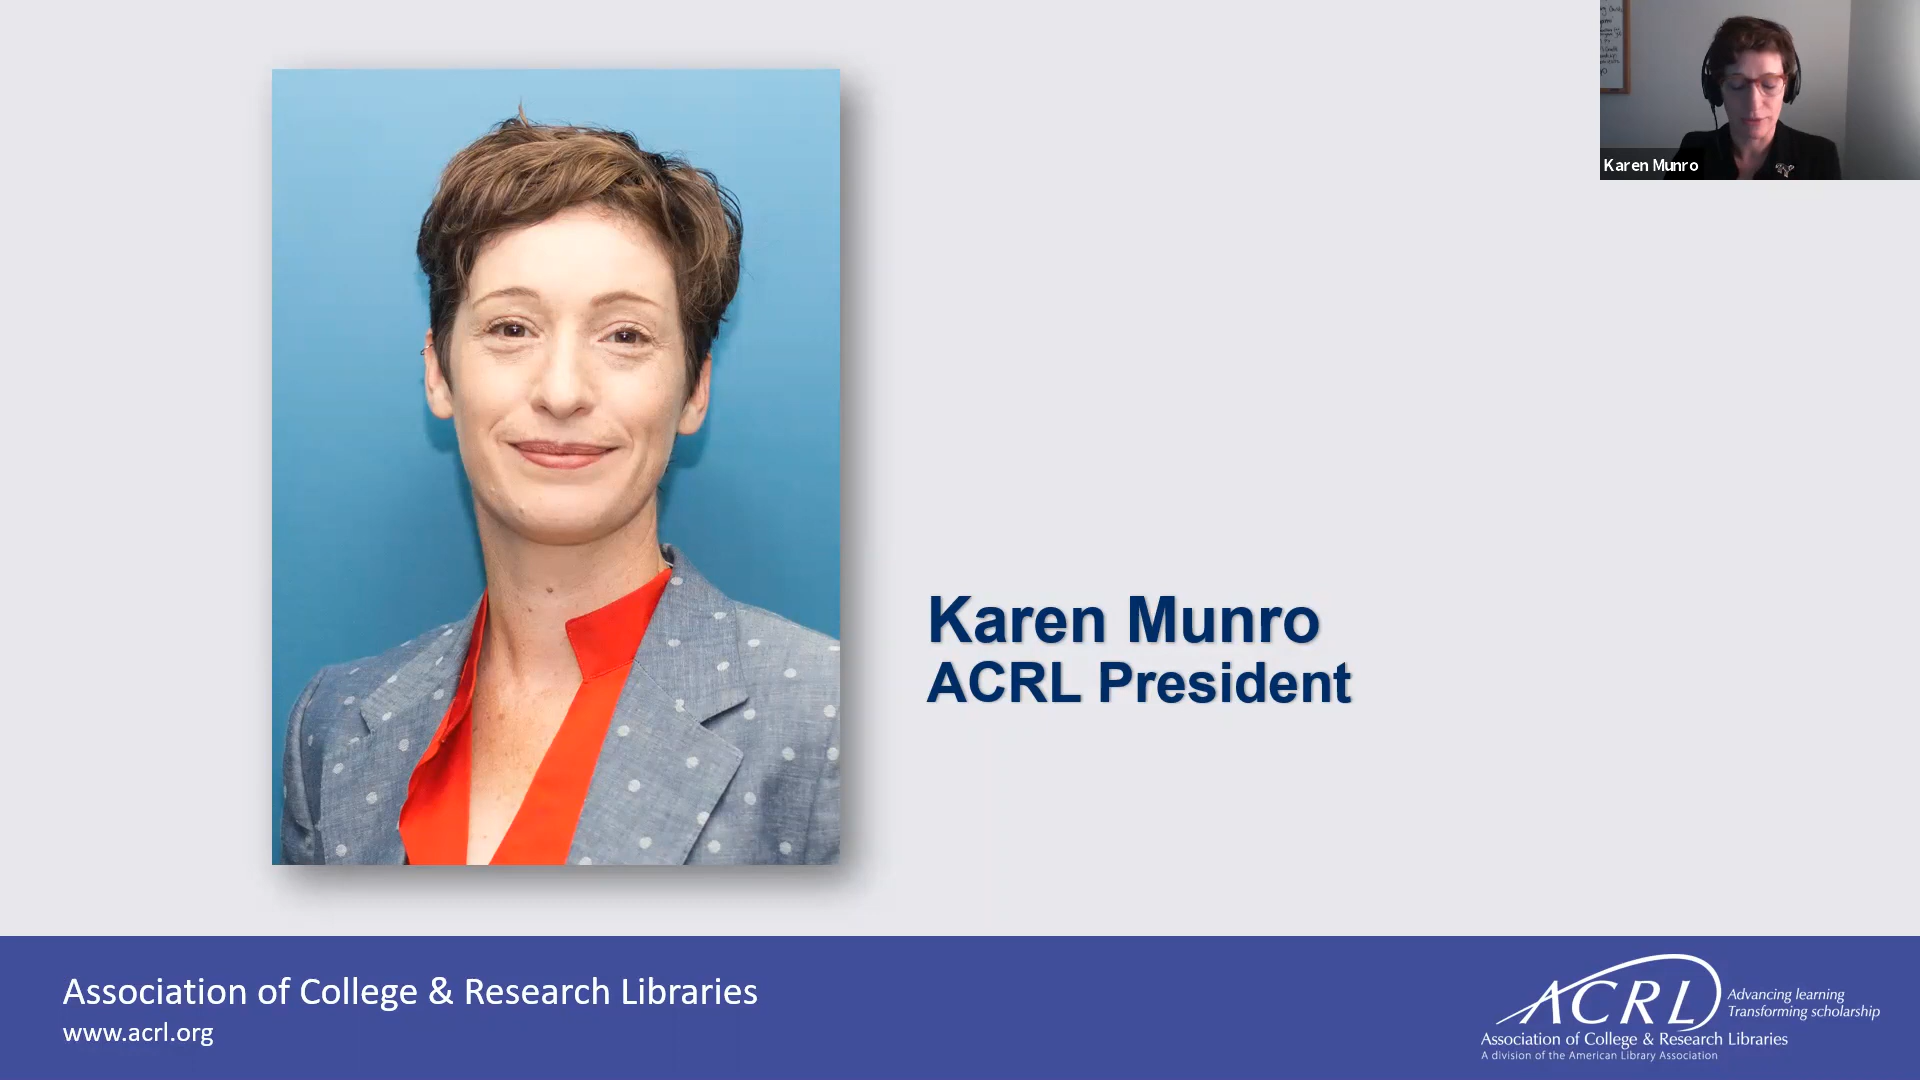 Karen Munro
Karen Munro
ACRL President
Association of College & Research Libraries
www.acrl.org
ACRL
Advancing learning
Transforming scholarship
Association of College & Research Libraries
A division of the American Library Association